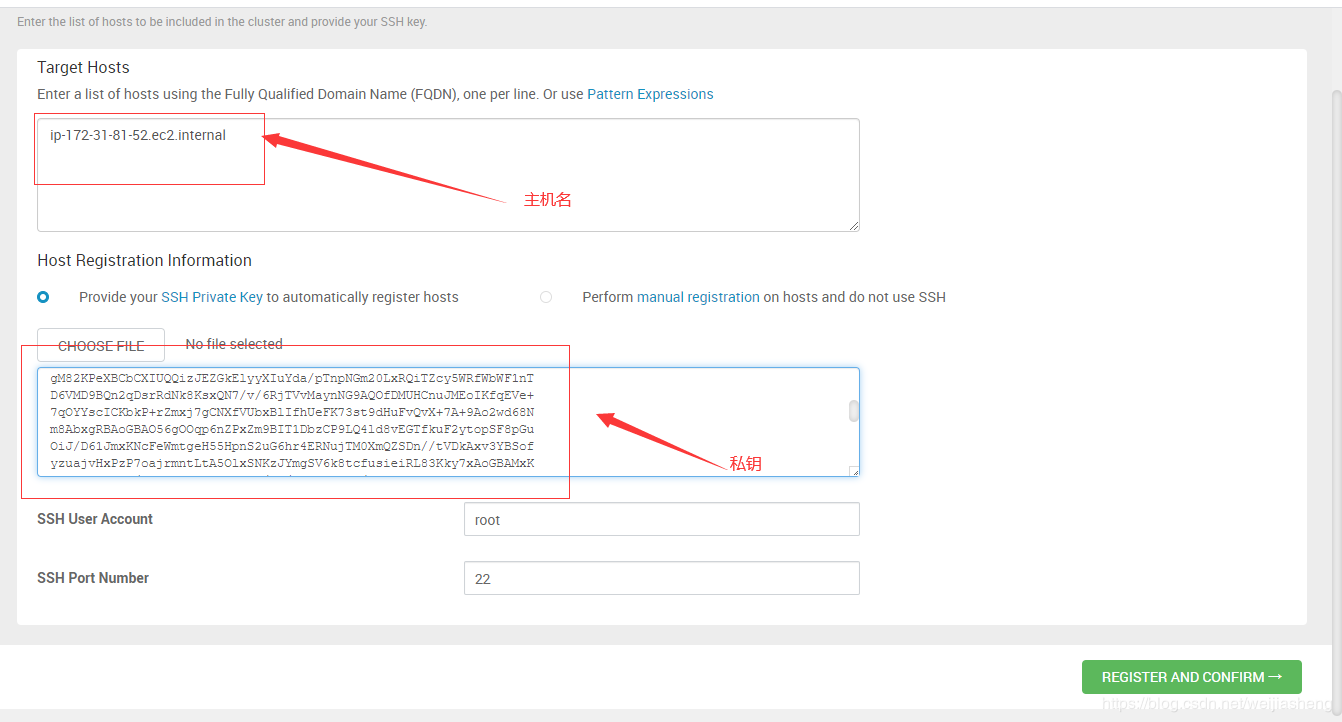 Enter the list of hosts to be included in the cluster and provide your SSH key.
Target Hosts
Enter a list of hosts using the Fully Qualified Domain Name (FQDN), one per line. Or use Pattern Expressions
ip-172-31-81-52.ec2.internal
主机名
Host Registration Information
Provide your SSH Private Key to automatically register hosts
Perform manual registration on hosts and do not use SSH
CHOOSE FILE
No file selected
gM82KPeXBCbCXIUQQizJEZGkElyyXIuYda/pTnpNGm20LxRQiTZcy5WRfWbWF1nT
D6VMD9BQn2qDsrRdNk8KsxQN7/v/6RjTVvMaynNG9AQOfDMUHCnuJMEoIKfqEVe+
7qOYYscICKbkP+rZmxj7gCNXfVUbxBlIfhUeFK73st9dHuFvQvX+7A+9Ao2wd68N
m8AbxgRBAoGBAO56gOOqp6nZPxZm9BIT1DbzCP9LQ4ld8vEGTfkuF2ytopSF8pGu
OiJ/D61JmxKNcFeWmtgeH55HpnS2uG6hr4ERNujTM0XmQZSDn//tVDkAxv3YBSof
yzuajvHxPzP7oajrmntLtA5OlxSNKzJYmgSV6k8tcfusieiRL83Kky7xAoGBAMxK
私钥
SSH User Account
root
SSH Port Number
22
REGISTER AND CONFIRM→
https://blog.csdn.net/weijiasheng